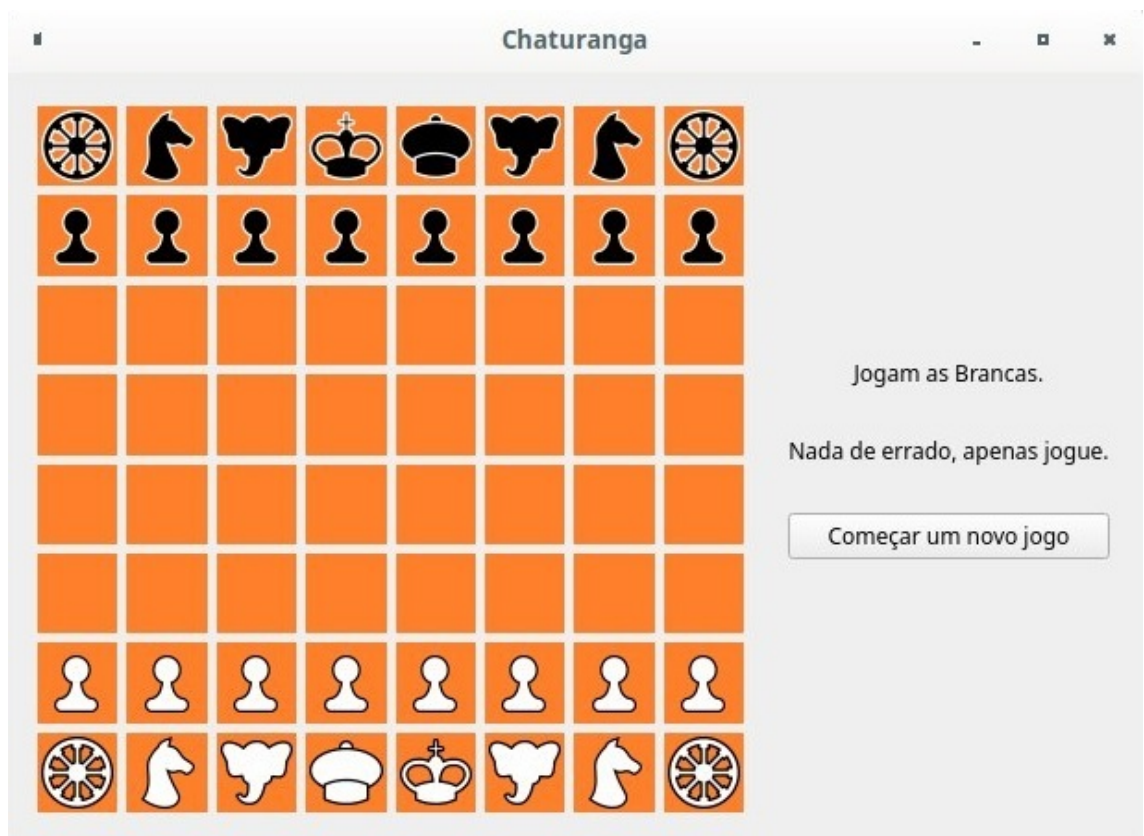 Chaturanga
Jogam as Brancas.
Nada de errado, apenas jogue.
Começar um novo jogo